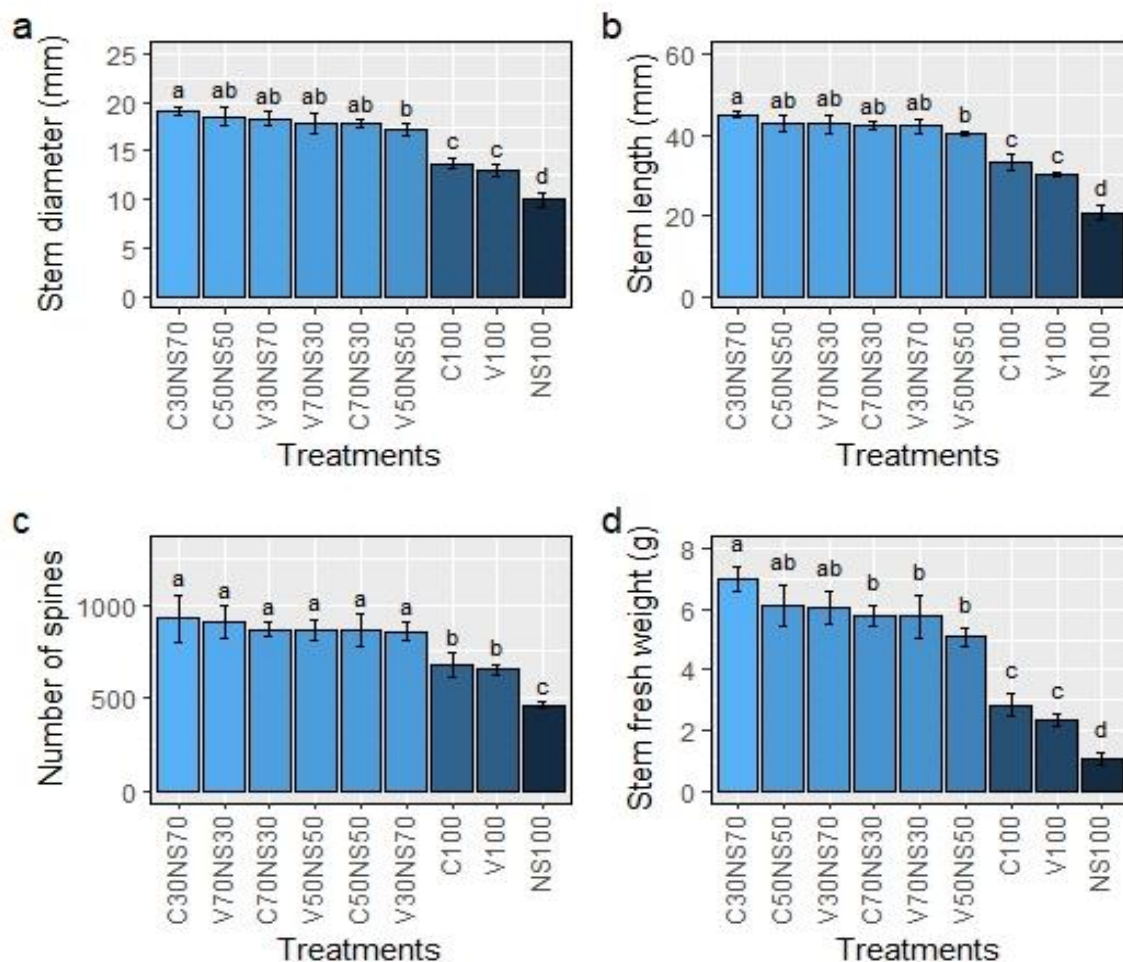 a
Stem diameter (mm)
25
20
15
10
5
0
a ab ab ab ab b c c d
C30NS70 C50NS50 V30NS70 V70NS30 C70NS30 V50NS50 C100 V100 NS100
Treatments
b
Stem length (mm)
60
40
20
0
a ab ab ab ab b c c d
C30NS70 C50NS50 V70NS30 C70NS30 V30NS70 V50NS50 C100 V100 NS100
Treatments
c
Number of spines
1000
500
0
a a a a a a b b c
C30NS70 V70NS30 C70NS30 V50NS50 C50NS50 V30NS70 C100 V100 NS100
Treatments
d
Stem fresh weight (g)
8
6
4
2
0
a ab ab b b b c c d
C30NS70 C50NS50 V30NS70 C70NS30 V70NS30 V50NS50 C100 V100 NS100
Treatments